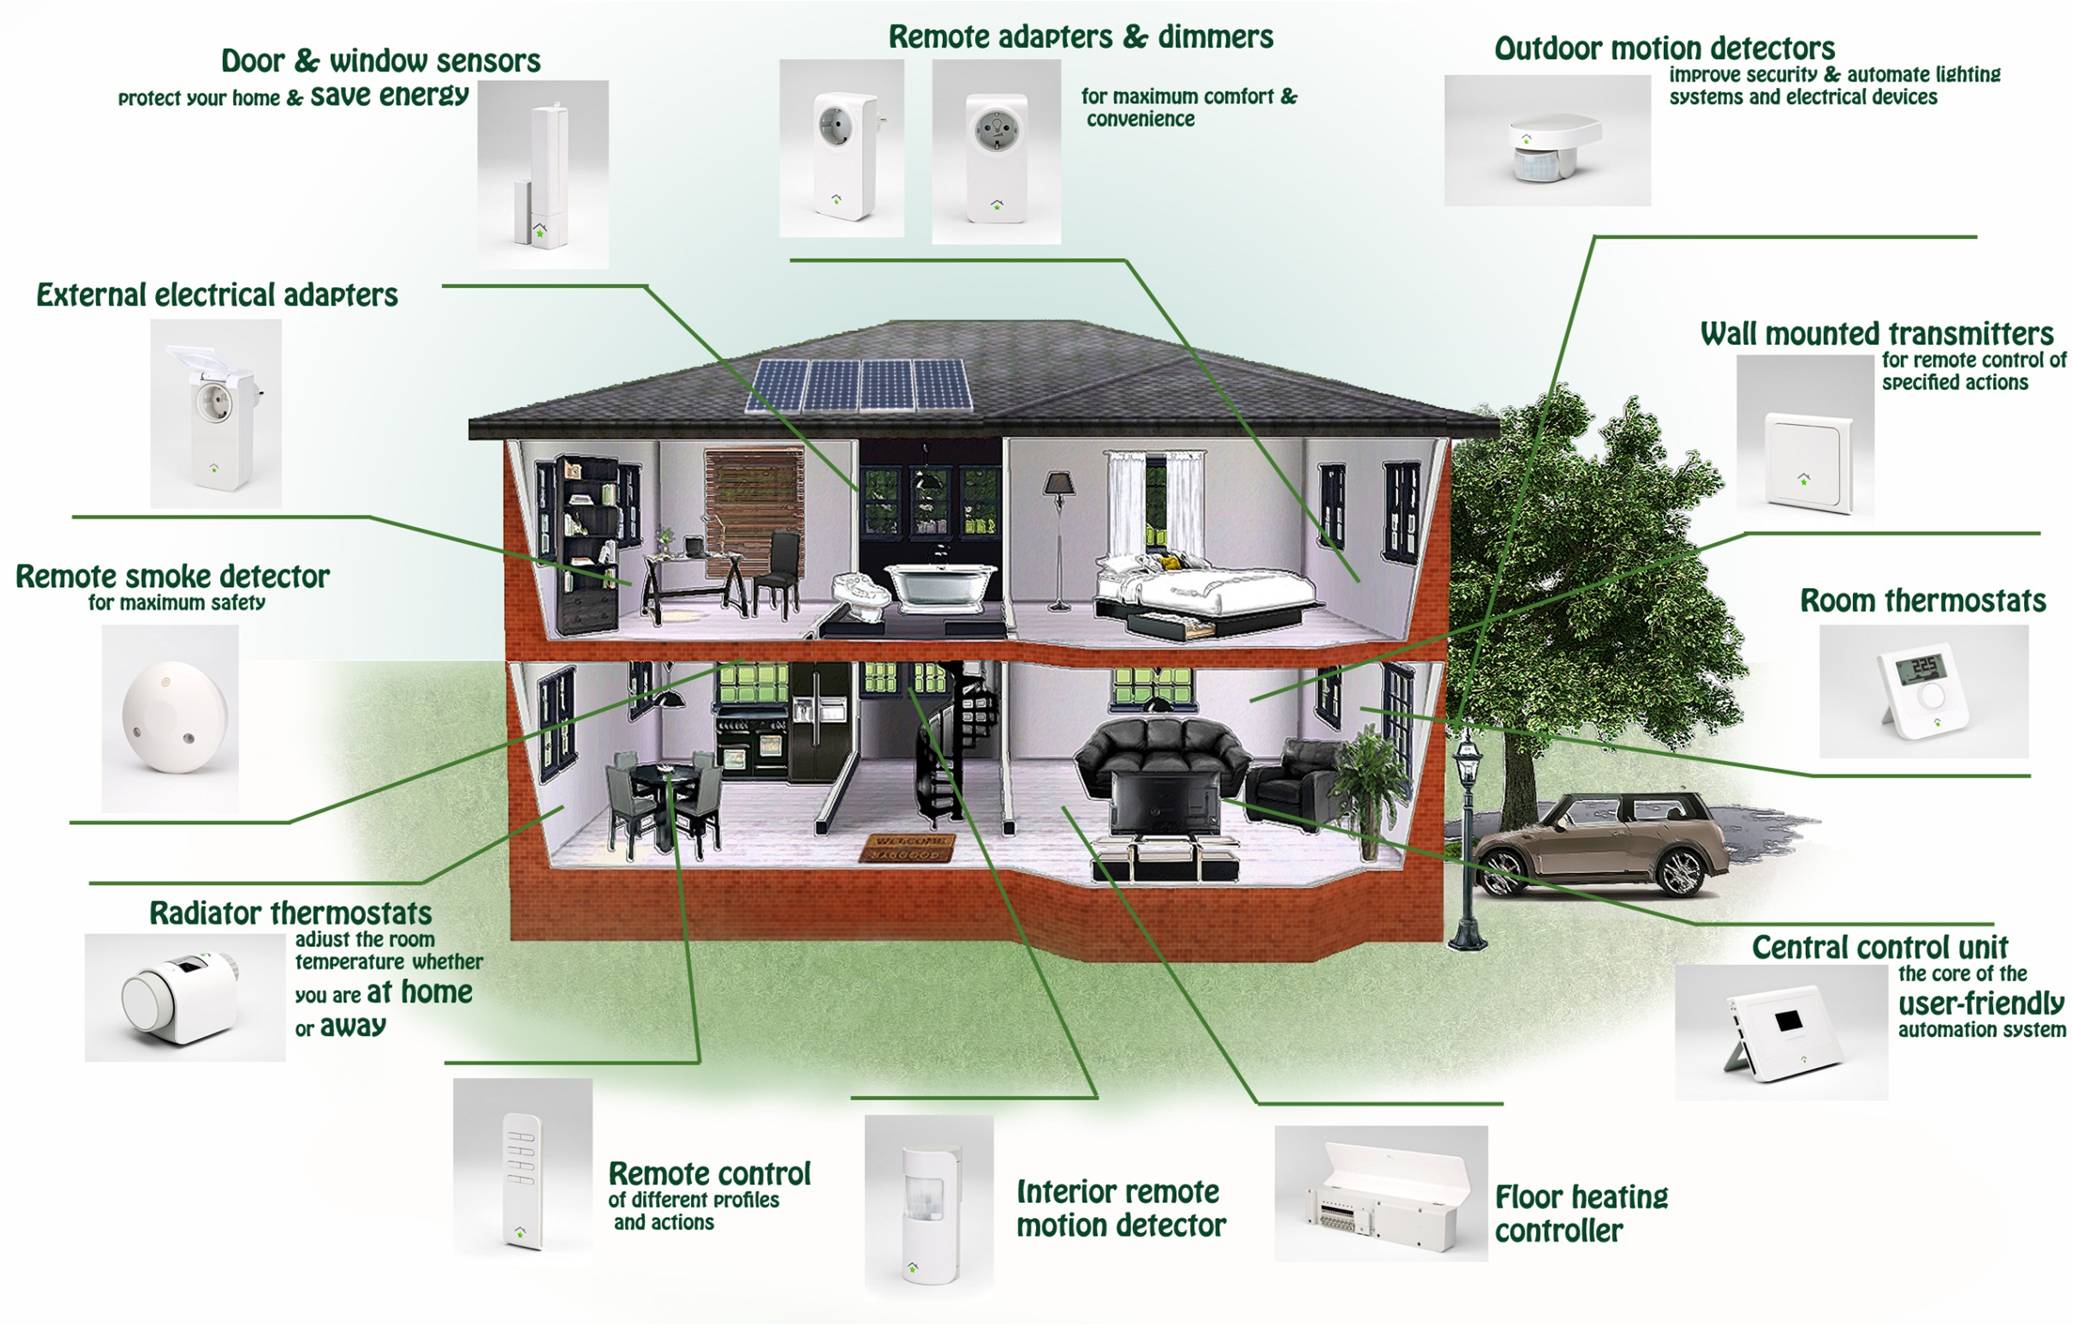 Remote adapters & dimmers
for maximum comfort &
convenience
Outdoor motion detectors
improve security & automate lighting
systems and electrical devices
Door & window sensors
protect your home & save energy
External electrical adapters
Wall mounted transmitters
for remote control of
specified actions
Remote smoke detector
for maximum safety
Room thermostats
22.5
WELCOME
Radiator thermostats
adjust the room
temperature whether
you are at home
or away
Central control unit
the core of the
user-friendly
automation system
Remote control
of different profiles
and actions
Interior remote
motion detector
Floor heating
controller